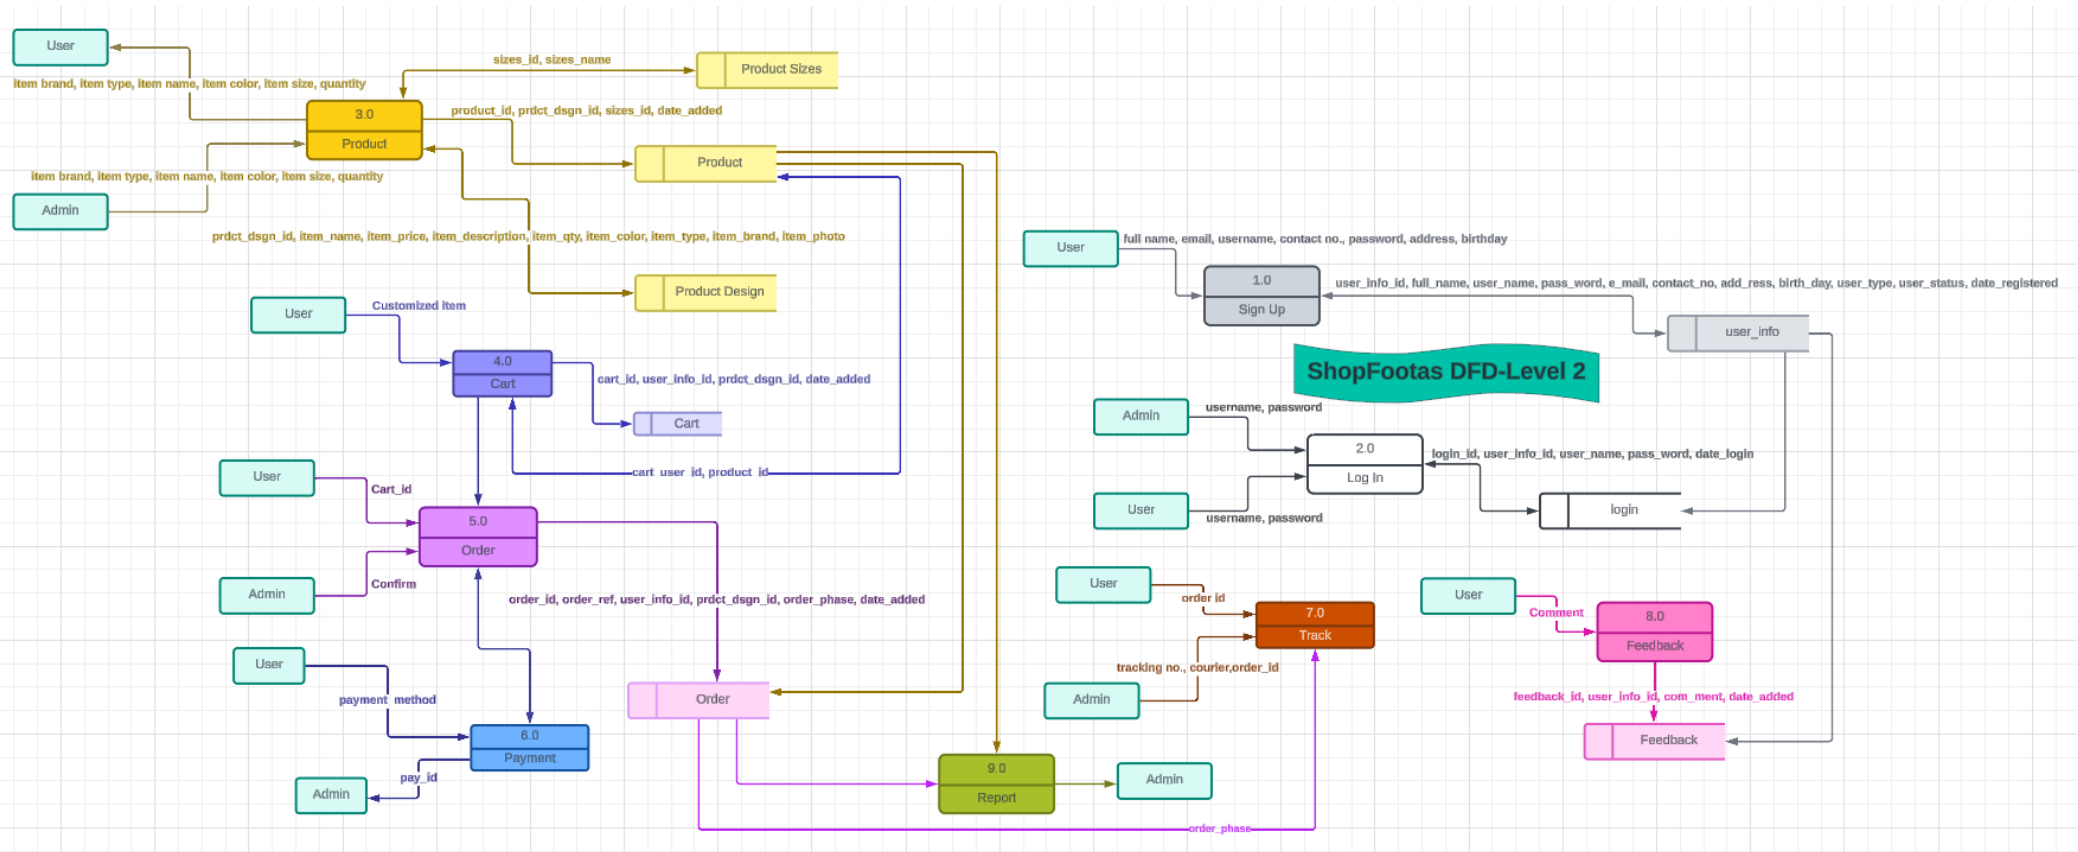 User
item brand, item type, item name, item color, item size, quantity
sizes_id, sizes_name
Product Sizes
3.0
Product
product_id, prdct_dsgn_id, sizes_id, date_added
Product
item brand, item type, item name, item color, item size, quantity
Admin
prdct_dsgn_id, item_name, item_price, item_description, item_qty, item_color, item_type, item_brand, item_photo
Product Design
User
Customized item
4.0
Cart
cart_id, user_info_id, prdct_dsgn_id, date_added
Cart
cart_user_id, product_id
User
Cart_id
5.0
Order
Admin
Confirm
order_id, order_ref, user_info_id, prdct_dsgn_id, order_phase, date_added
User
payment_method
6.0
Payment
pay_id
Admin
Order
9.0
Report
Admin
order_phase
User
full name, email, username, contact no., password, address, birthday
1.0
Sign Up
user_info_id, full_name, user_name, pass_word, e_mail, contact_no, add_ress, birth_day, user_type, user_status, date_registered
user_info
ShopFootas DFD-Level 2
Admin
username, password
2.0
Log In
login_id, user_info_id, user_name, pass_word, date_login
User
username, password
login
User
order id
7.0
Track
tracking no., courier,order_id
Admin
User
Comment
8.0
Feedback
feedback_id, user_info_id, com_ment, date_added
Feedback